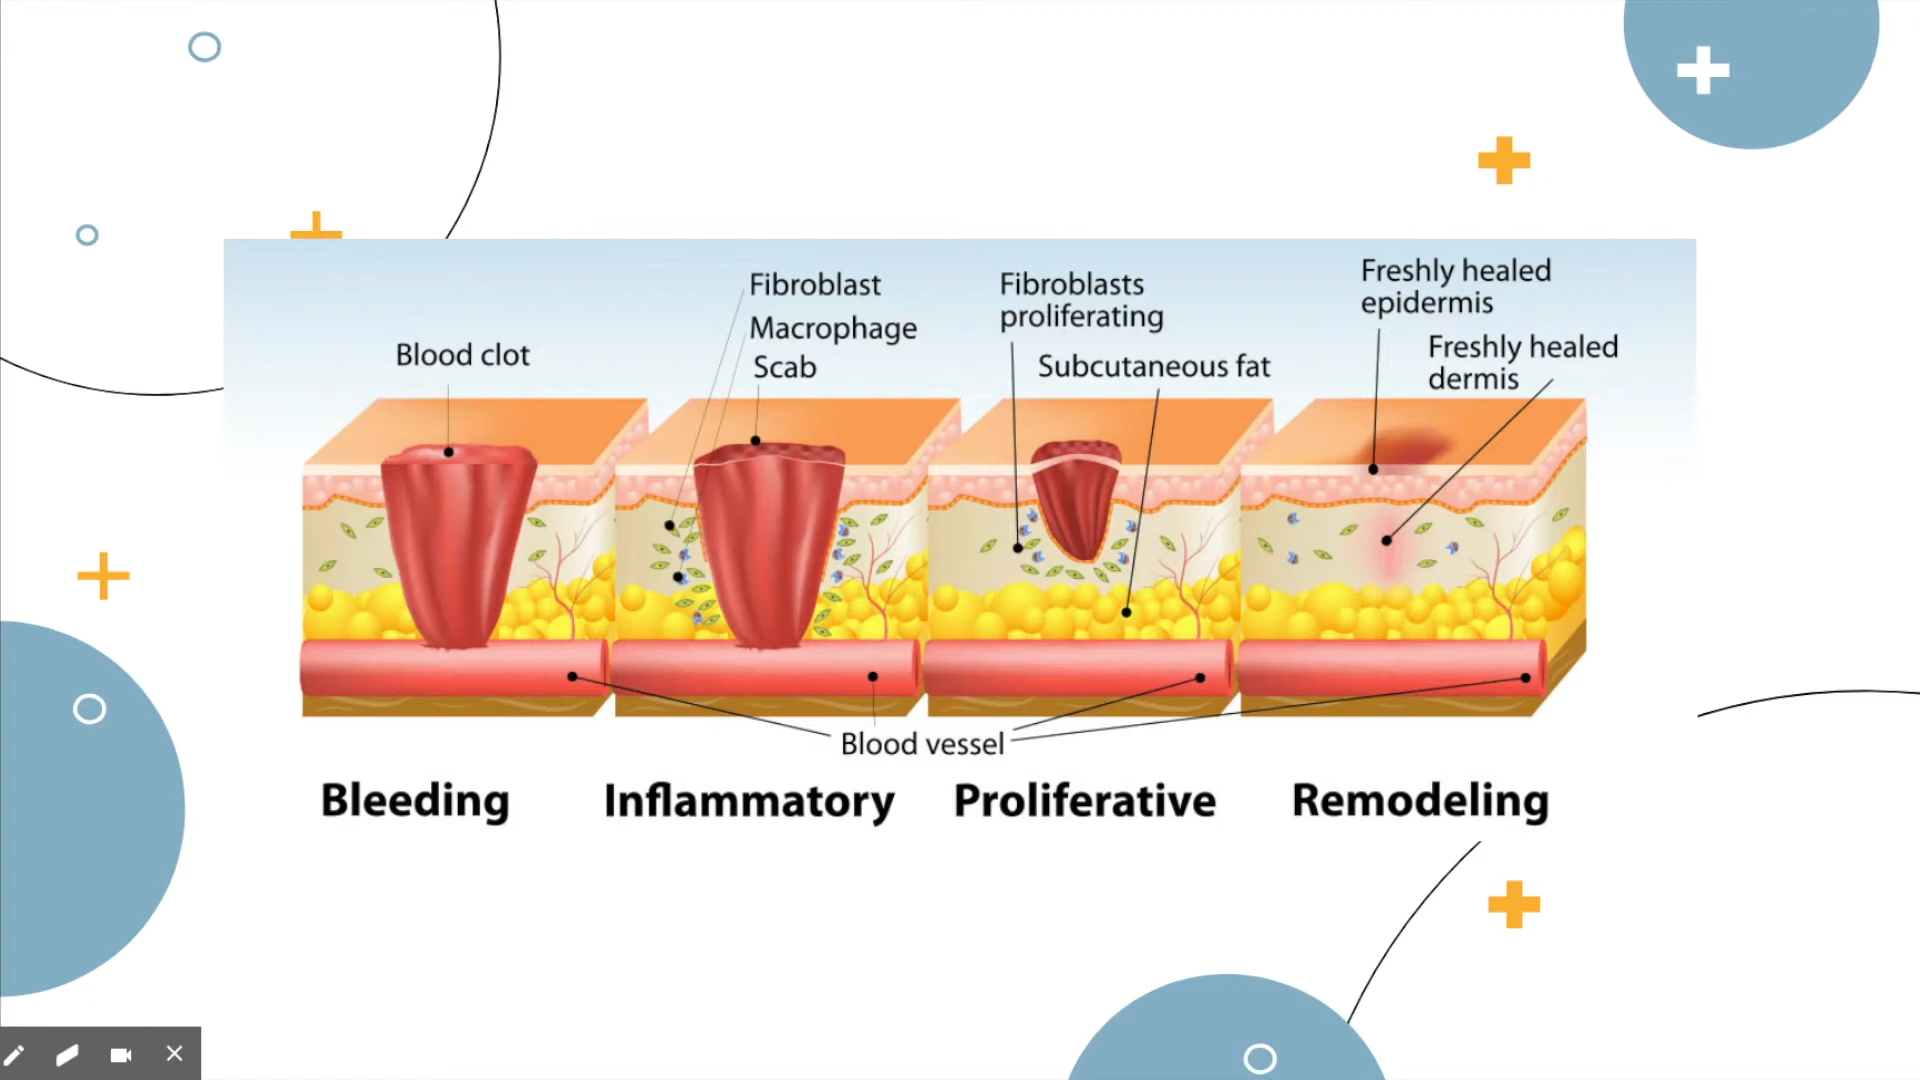 Blood clot
Fibroblast
Macrophage
Scab
Fibroblasts
proliferating
Subcutaneous fat
Freshly healed
epidermis
Freshly healed
dermis
Blood vessel
Bleeding
Inflammatory
Proliferative
Remodeling